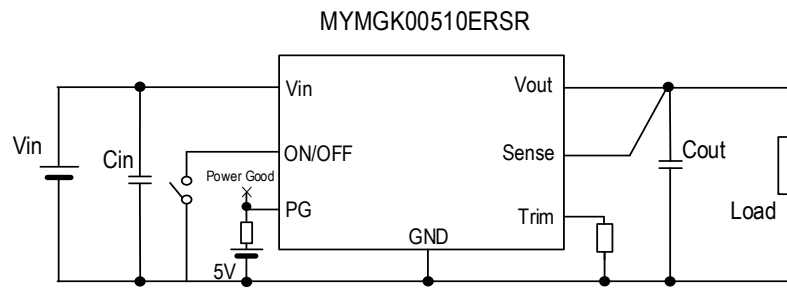 MYMGK00510ERSR
Vin
Vout
Vin
Cin
ON/OFF
Sense
Cout
Power Good
PG
Trim
Load
GND
5V